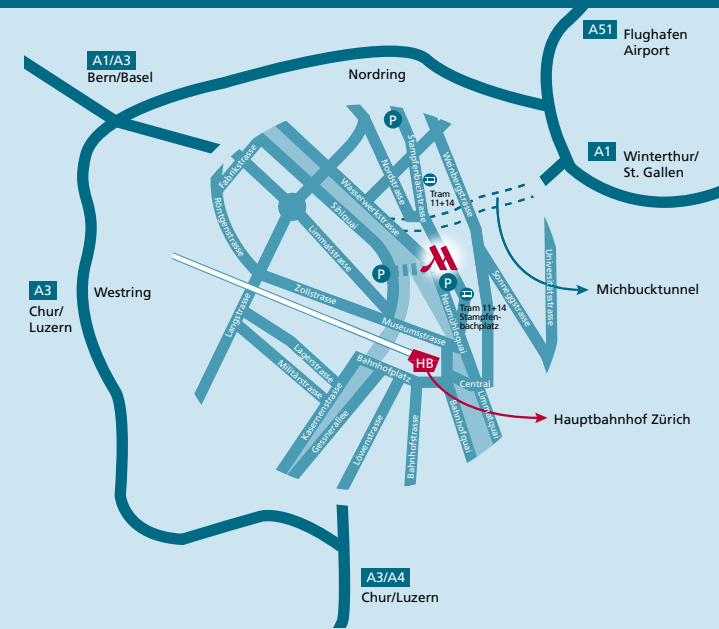 A51
Flughafen
Airport
A1/A3
Bern/Basel
Nordring
A1
Winterthur/
St. Gallen
P
Stampfenbachstrasse
Weinbergstrasse
Nordstrasse
Fabrikstrasse
Wasserwerkstrasse
Sihlquai
Tram
11+14
Röntgenstrasse
Limmatstrasse
Universitätsstrasse
Sonneggstrasse
P
P
A3
Chur/
Luzern
Westring
Zollstrasse
Michbucktunnel
Langstrasse
Neumühlequai
Tram 11+14
Stampfen-
bachplatz
Museumsstrasse
Lagerstrasse
Militärstrasse
Bahnhofplatz
HB
Central
Kasernenstrasse
Gessnerallee
Löwenstrasse
Bahnhofstrasse
Bahnhofquai
Limmatquai
Hauptbahnhof Zürich
A3/A4
Chur/Luzern